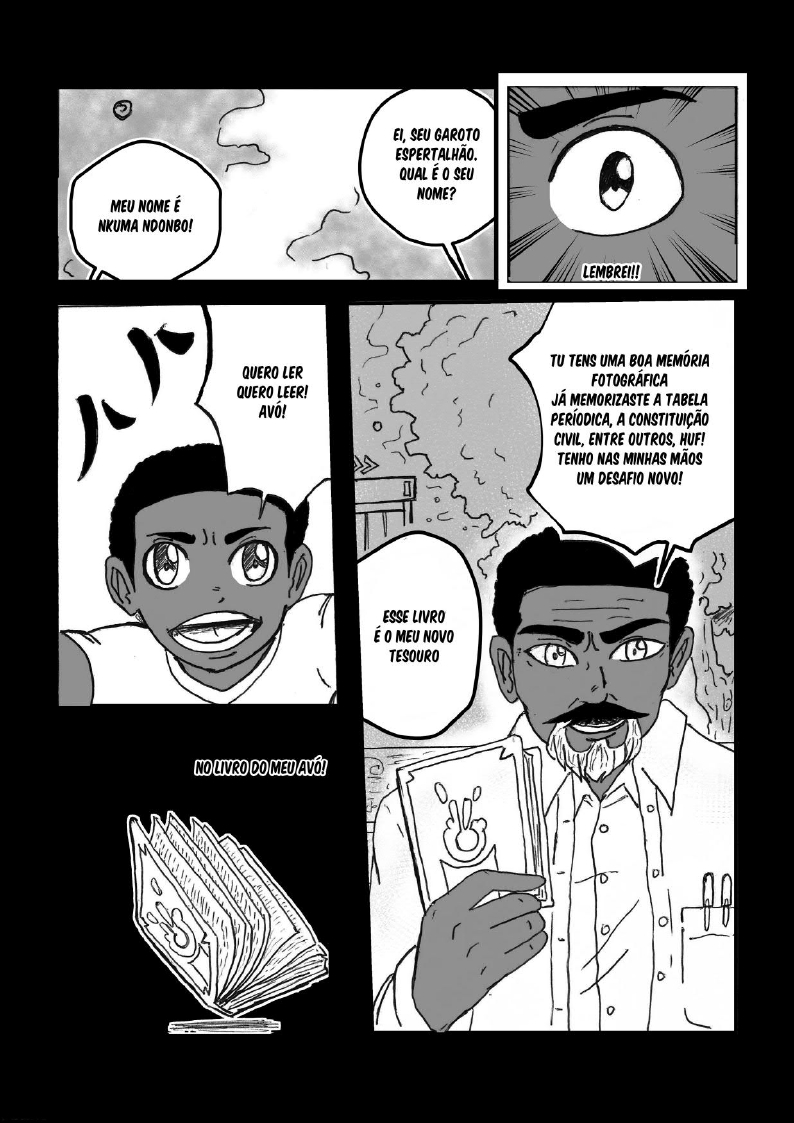 EI, SEU GAROTO
ESPERTALHÃO.
QUAL É O SEU
NOME?
MEU NOME É
NKUMA NDONBO!
LEMBREI!!
QUERO LER
QUERO LEER!
AVÓ!
TU TENS UMA BOA MEMÓRIA
FOTOGRÁFICA
JÁ MEMORIZASTE A TABELA
PERÍODICA, A CONSTITUIÇÃO
CIVIL, ENTRE OUTROS, HUF!
TENHO NAS MINHAS MÃOS
UM DESAFIO NOVO!
ESSE LIVRO
É O MEU NOVO
TESOURO
NO LIVRO DO MEU AVÓ!